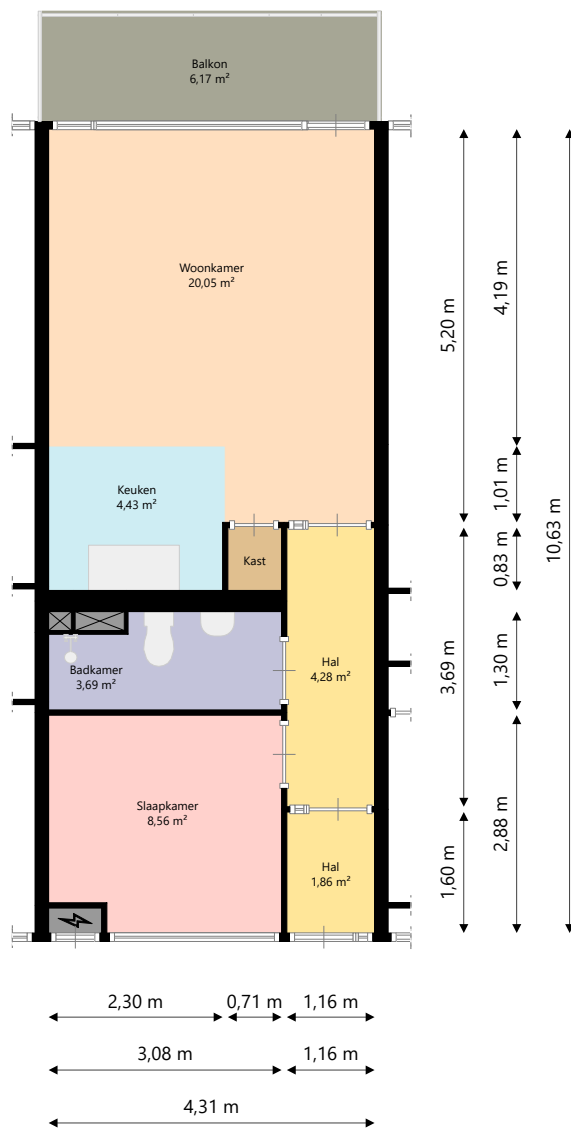 Balkon
6,17 m²
Woonkamer
20,05 m²
5,20 m
4,19 m
Keuken
4,43 m²
1,01 m
10,63 m
Kast
0,83 m
Hal
4,28 m²
Badkamer
3,69 m²
3,69 m
1,30 m
Slaapkamer
8,56 m²
2,88 m
Hal
1,86 m²
1,60 m
2,30 m 0,71 m 1,16 m
3,08 m 1,16 m
4,31 m